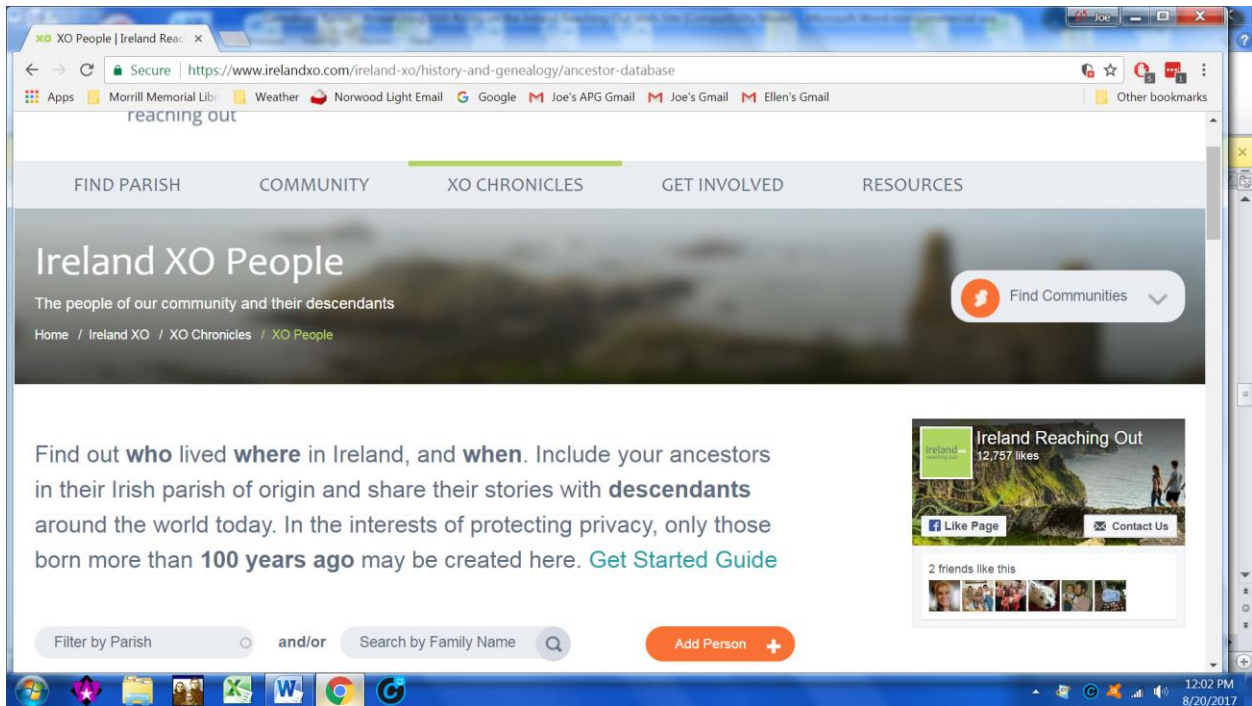 Joe
XO People | Ireland Reac
Secure | https://www.irelandxo.com/ireland-xo/history-and-genealogy/ancestor-database
Apps Morrill Memorial Libr Weather Norwood Light Email Google Joe's APG Gmail Joe's Gmail Ellen's Gmail Other bookmarks
reaching out
FIND PARISH COMMUNITY XO CHRONICLES GET INVOLVED RESOURCES
Ireland XO People
The people of our community and their descendants
Find Communities
Home / Ireland XO / XO Chronicles / XO People
Find out who lived where in Ireland, and when. Include your ancestors
in their Irish parish of origin and share their stories with descendants
around the world today. In the interests of protecting privacy, only those
born more than 100 years ago may be created here. Get Started Guide
Ireland Reaching Out
12,757 likes
Like Page Contact Us
2 friends like this
Filter by Parish and/or Search by Family Name Add Person +
12:02 PM
8/20/2017